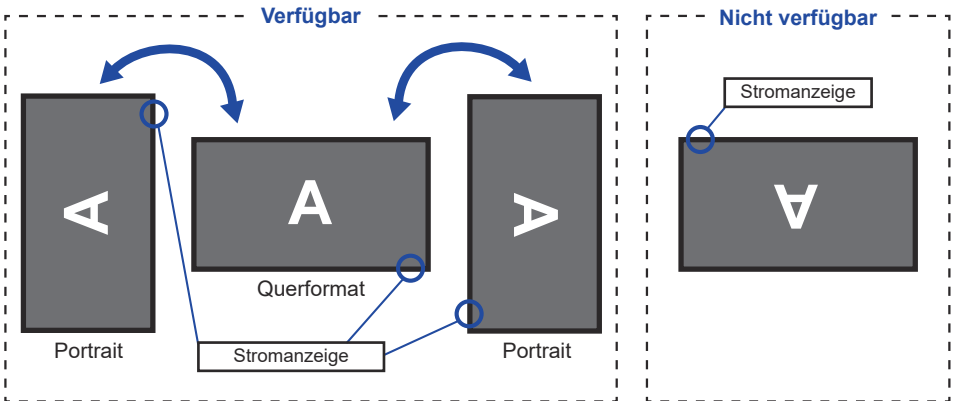 Verfügbar
Nicht verfügbar
Stromanzeige
A
A
A
A
Querformat
Portrait
Stromanzeige
Portrait